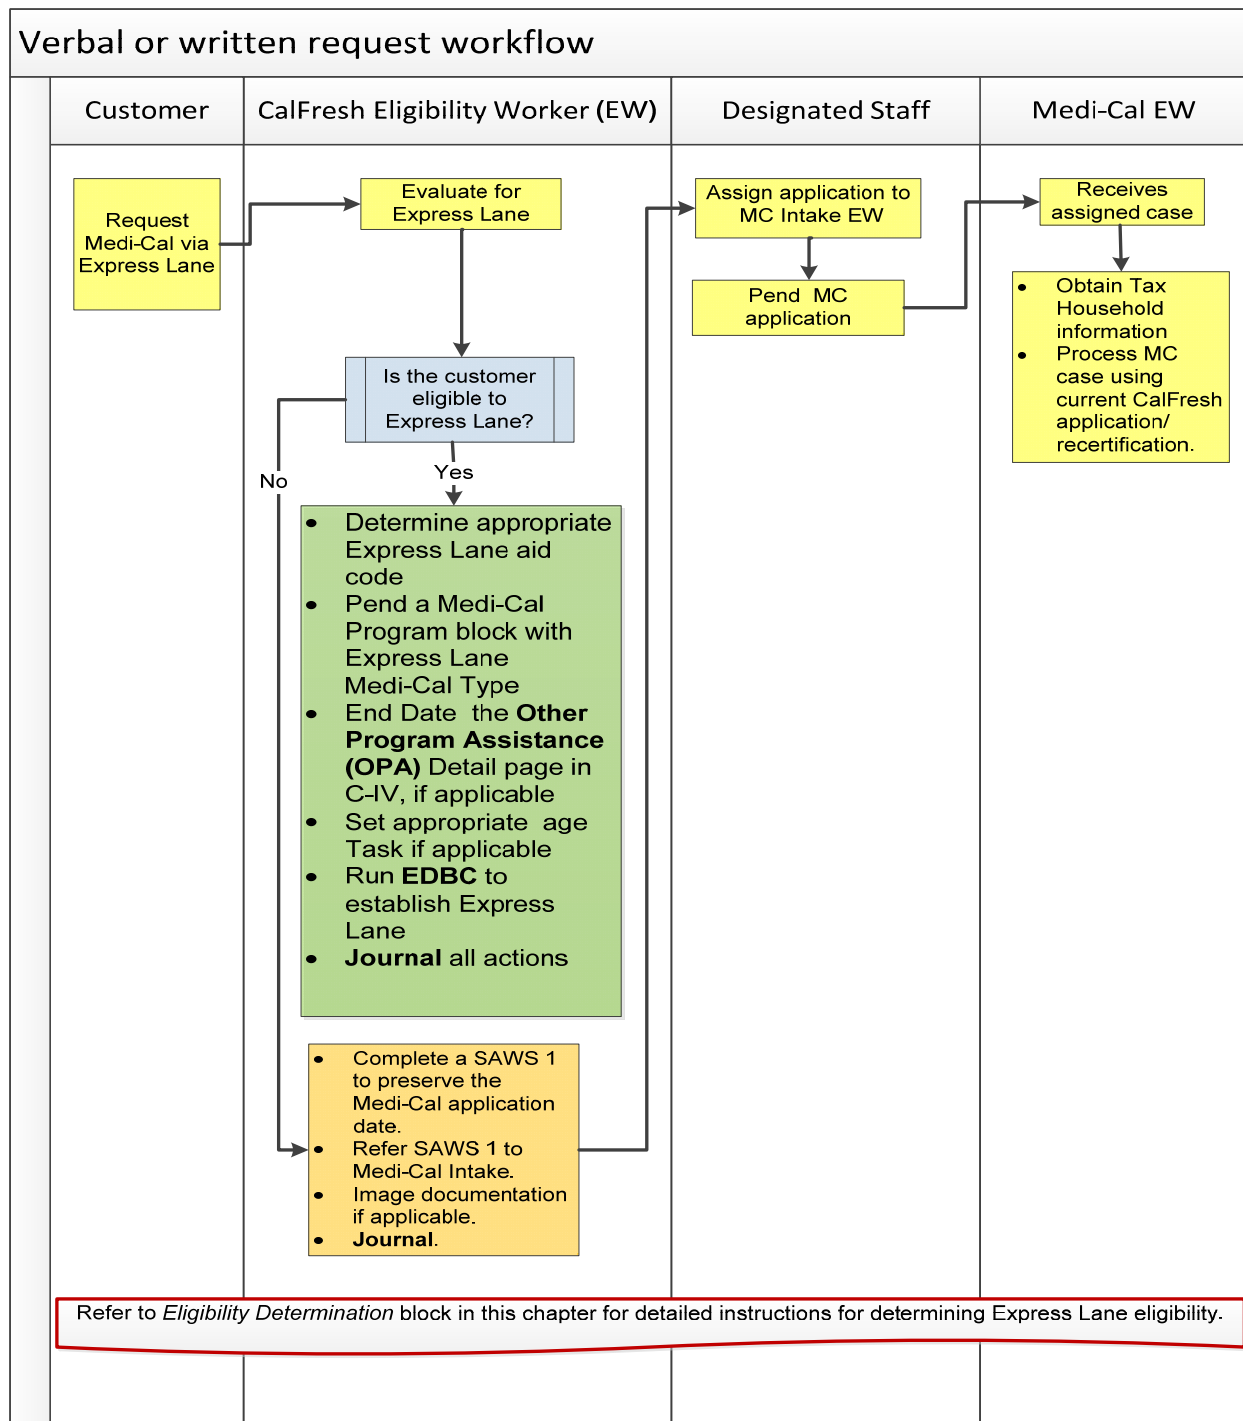 Verbal or written request workflow
Customer
CalFresh Eligibility Worker (EW)
Designated Staff
Medi-Cal EW
Request
Medi-Cal via
Express Lane
Evaluate for
Express Lane
Is the customer
eligible to
Express Lane?
No
Yes
• Determine appropriate
Express Lane aid
code
• Pend a Medi-Cal
Program block with
Express Lane
Medi-Cal Type
• End Date  the Other
Program Assistance
(OPA) Detail page in
C-IV, if applicable
• Set appropriate  age
Task if applicable
• Run EDBC to
establish Express
Lane
• Journal all actions
• Complete a SAWS 1
to preserve the
Medi-Cal application
date.
• Refer SAWS 1 to
Medi-Cal Intake.
• Image documentation
if applicable.
• Journal.
Assign application to
MC Intake EW
Pend  MC
application
Receives
assigned case
• Obtain Tax
Household
information
• Process MC
case using
current CalFresh
application/
recertification.
Refer to Eligibility Determination block in this chapter for detailed instructions for determining Express Lane eligibility.